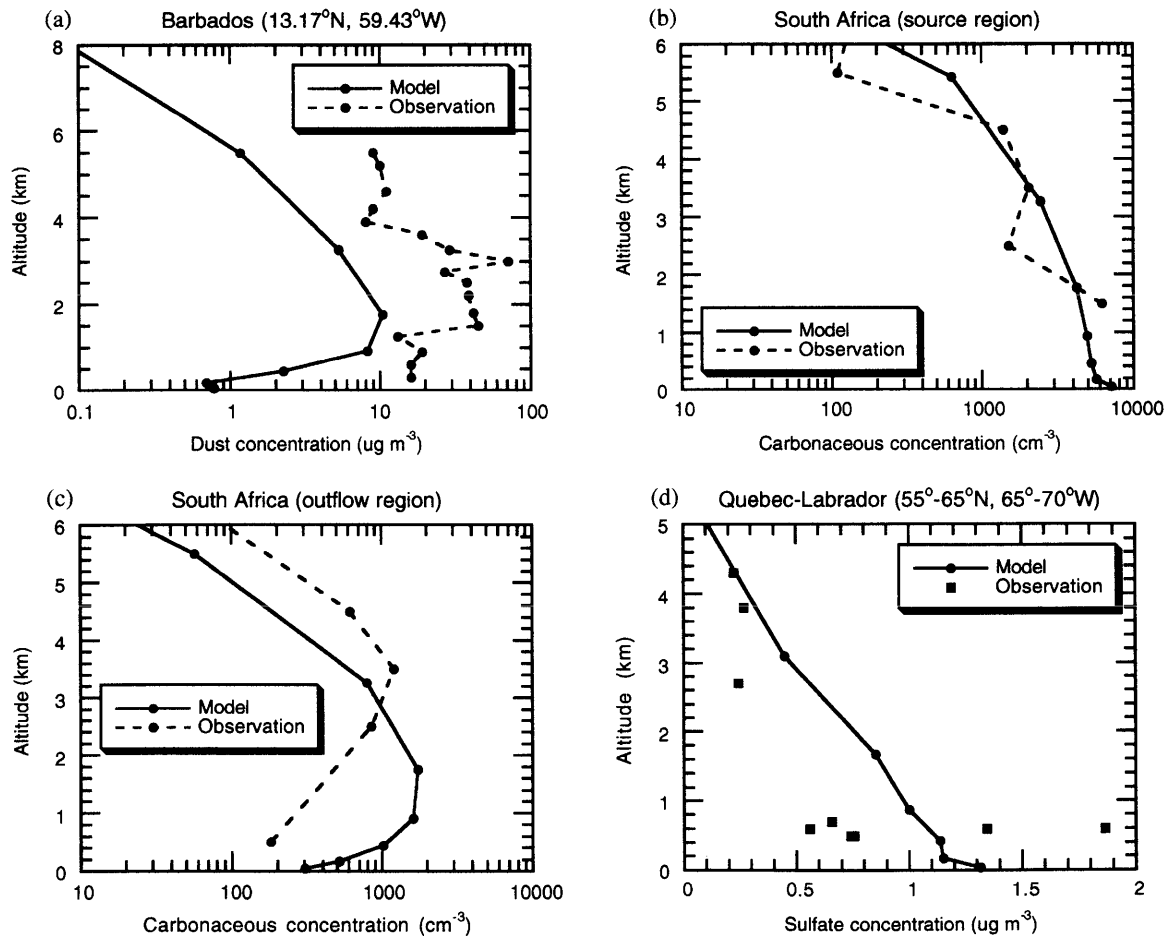 (a)
Barbados (13.17°N, 59.43°W)
8
6
4
2
0
Altitude (km)
Model
Observation
0.1
1
10
100
Dust concentration (ug m⁻³)
(b)
South Africa (source region)
6
5
4
3
2
1
0
Altitude (km)
Model
Observation
10
100
1000
10000
Carbonaceous concentration (cm⁻³)
(c)
South Africa (outflow region)
6
5
4
3
2
1
0
Altitude (km)
Model
Observation
10
100
1000
10000
Carbonaceous concentration (cm⁻³)
(d)
Quebec-Labrador (55°-65°N, 65°-70°W)
5
4
3
2
1
0
Altitude (km)
Model
Observation
0
0.5
1
1.5
2
Sulfate concentration (ug m⁻³)